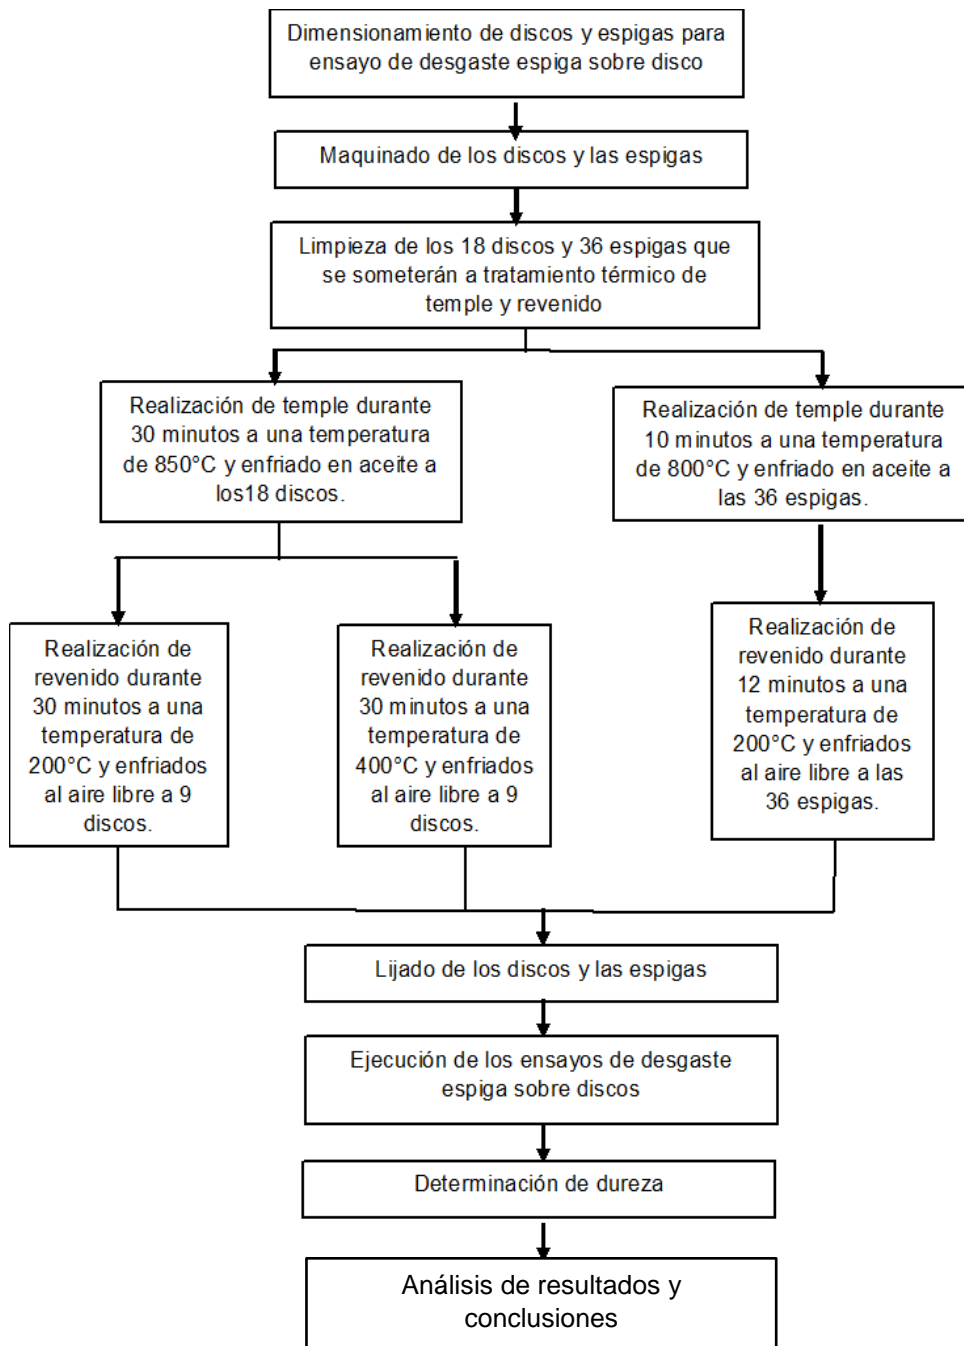 Dimensionamiento de discos y espigas para
ensayo de desgaste espiga sobre disco
Maquinado de los discos y las espigas
Limpieza de los 18 discos y 36 espigas que
se someterán a tratamiento térmico de
temple y revenido
Realización de temple durante
30 minutos a una temperatura
de 850°C y enfriado en aceite a
los18 discos.
Realización de temple durante
10 minutos a una temperatura
de 800°C y enfriado en aceite a
las 36 espigas.
Realización de
revenido durante
30 minutos a una
temperatura de
200°C y enfriados
al aire libre a 9
discos.
Realización de
revenido durante
30 minutos a una
temperatura de
400°C y enfriados
al aire libre a 9
discos.
Realización de
revenido durante
12 minutos a una
temperatura de
200°C y enfriados
al aire libre a las
36 espigas.
Lijado de los discos y las espigas
Ejecución de los ensayos de desgaste
espiga sobre discos
Determinación de dureza
Análisis de resultados y
conclusiones